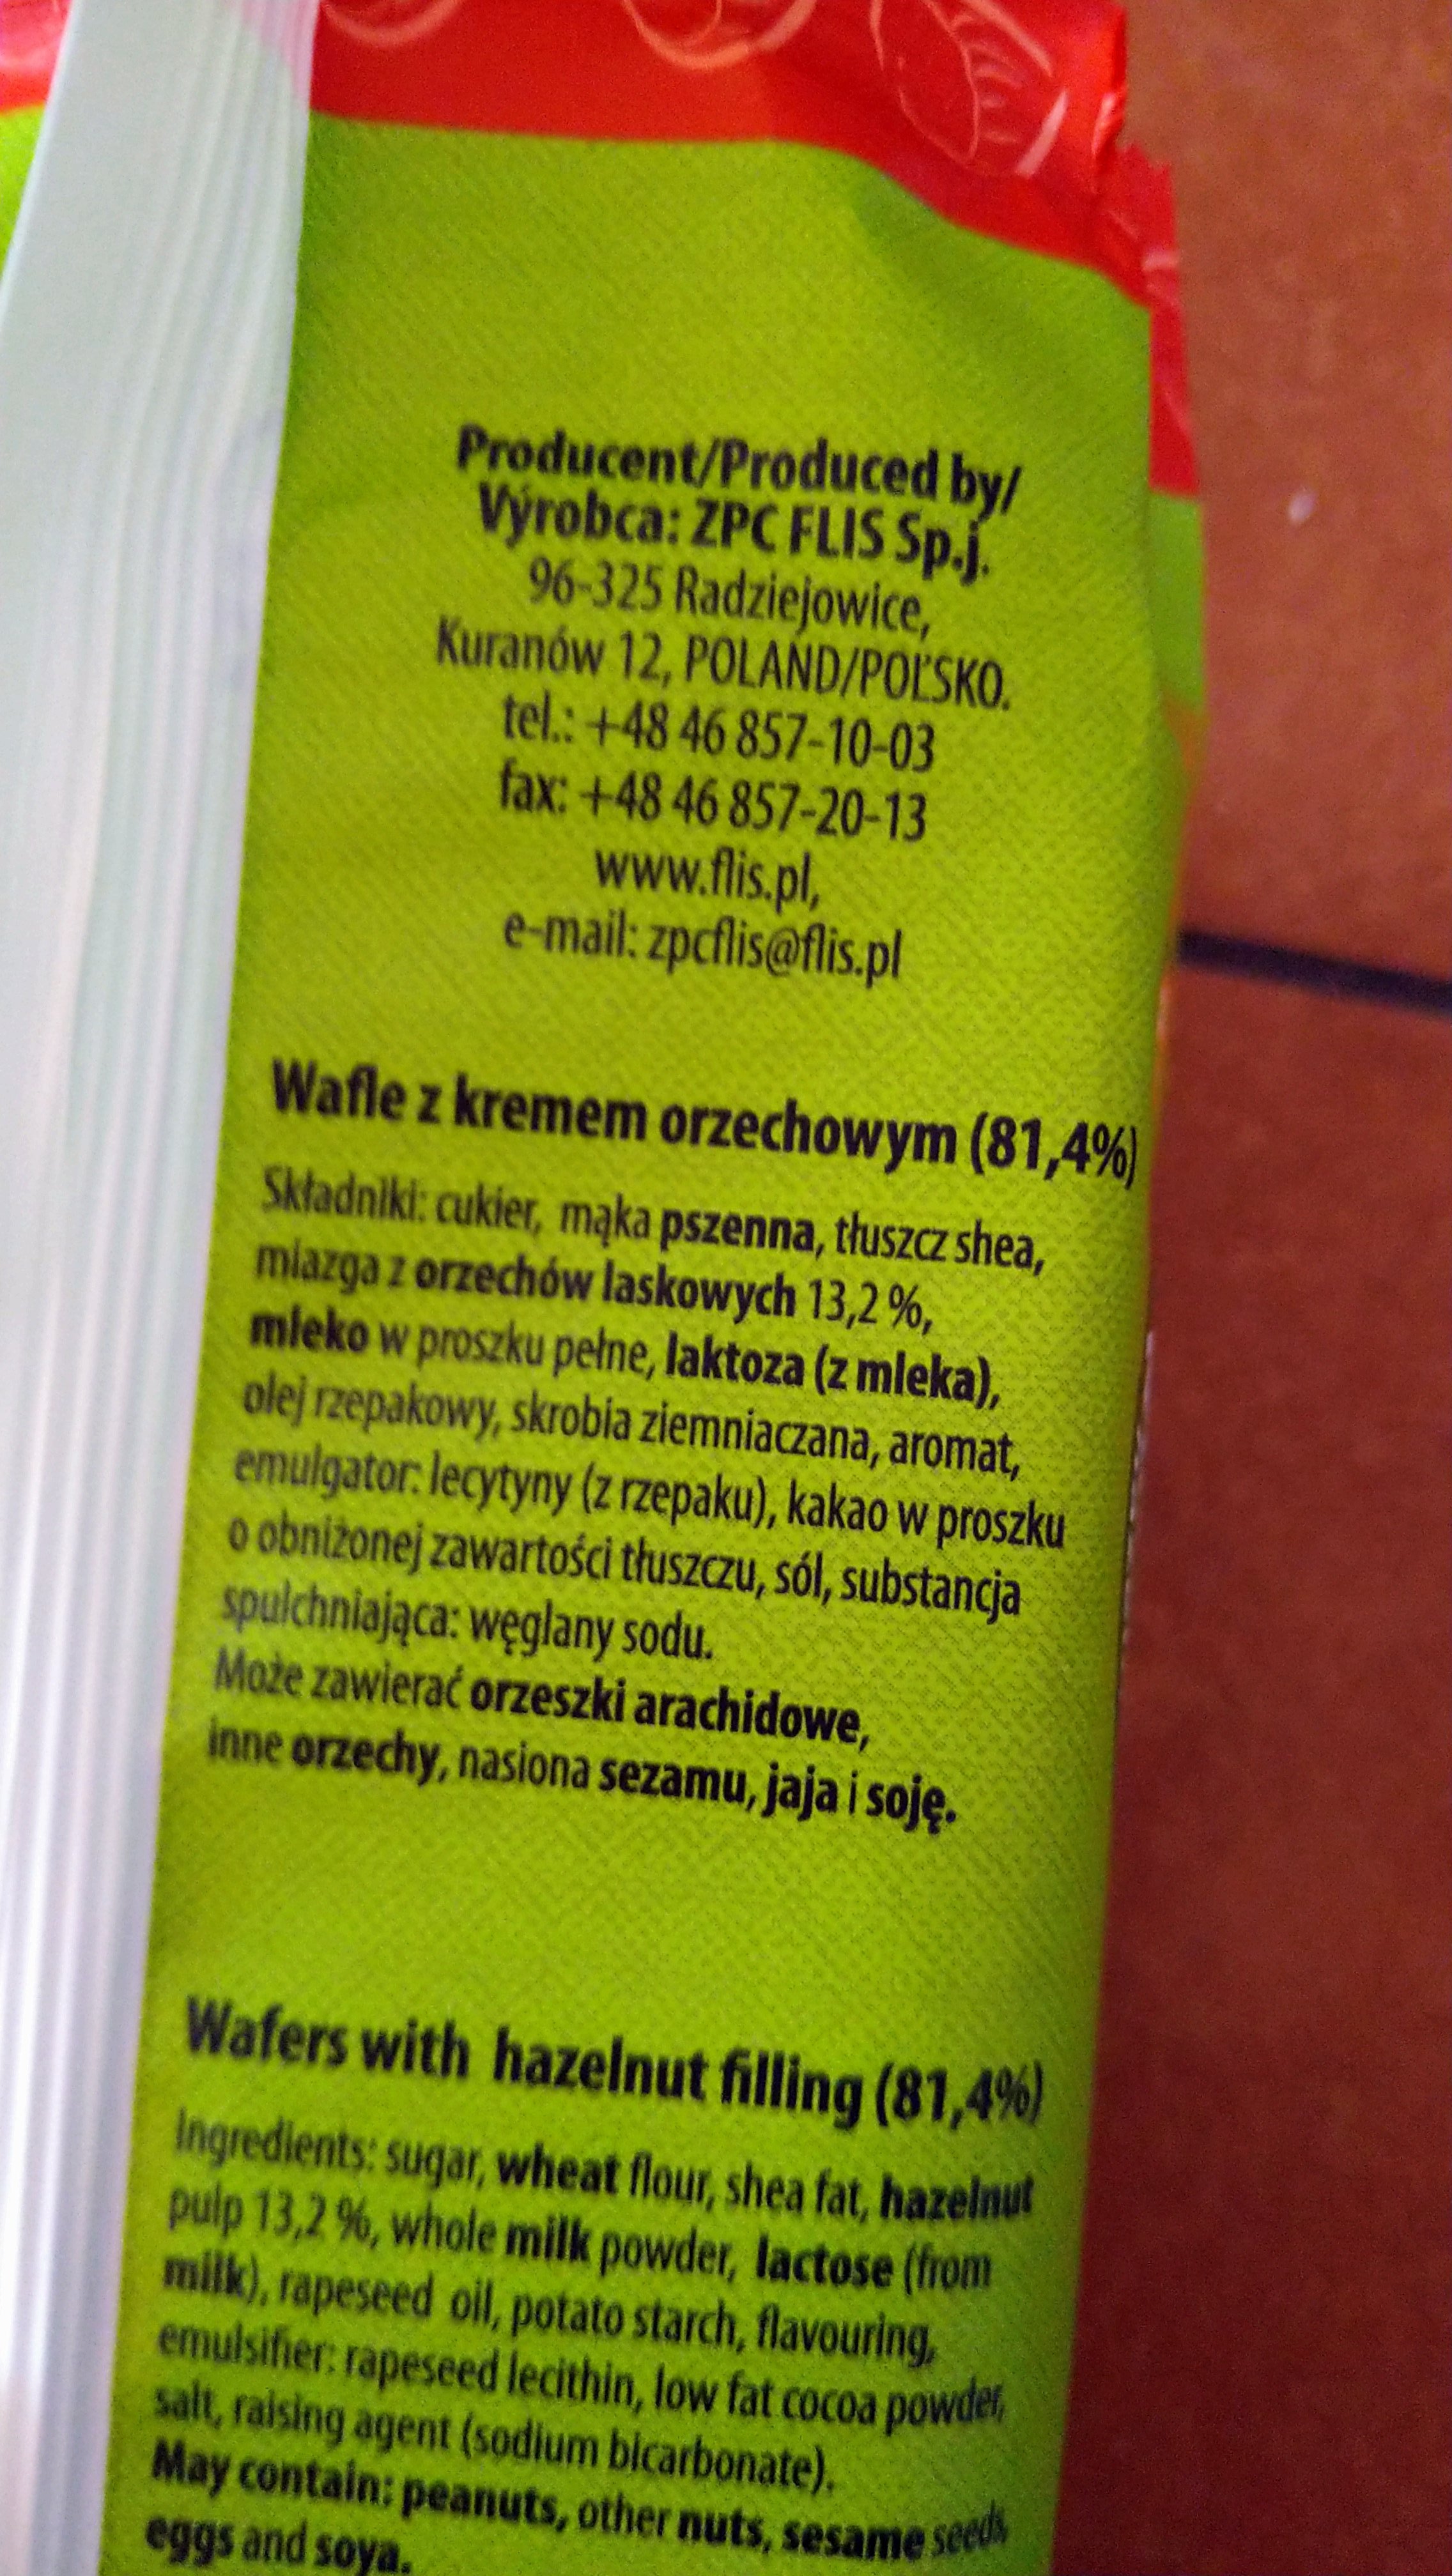 Producent/Produced by/
Výrobca: ZPC FLIS Sp.j.
96-325 Radziejowice,
Kuranów 12, POLAND/POĽSKO.
tel.: +48 46 857-10-03
fax: +48 46 857-20-13
www.flis.pl,
e-mail: zpcflis@flis.pl
Wafle z kremem orzechowym (81,4%)
Składniki: cukier, mąka pszenna, tłuszcz shea,
miazga z orzechów laskowych 13,2 %,
mleko w proszku pełne, laktoza (z mleka),
olej rzepakowy, skrobia ziemniaczana, aromat,
emulgator: lecytyny (z rzepaku), kakao w proszku
o obniżonej zawartości tłuszczu, sól, substancja
spulchniająca: węglany sodu.
Może zawierać orzeszki arachidowe,
inne orzechy, nasiona sezamu, jaja i soję.
Wafers with hazelnut filling (81,4%)
Ingredients: sugar, wheat flour, shea fat, hazelnut
pulp 13,2 %, whole milk powder, lactose (from
milk), rapeseed oil, potato starch, flavouring,
emulsifier: rapeseed lecithin, low fat cocoa powder,
salt, raising agent (sodium bicarbonate).
May contain: peanuts, other nuts, sesame seeds,
eggs and soya.